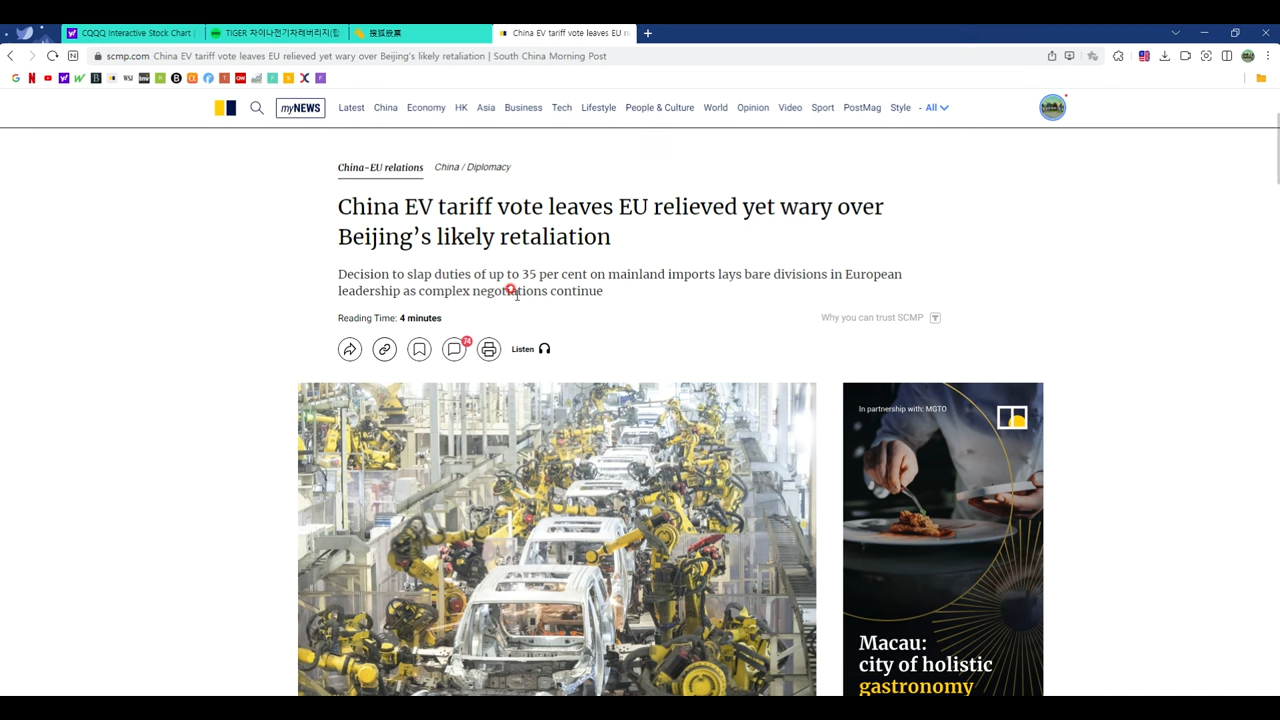 CQQQ Interactive Stock Chart |
TIGER 차이나전기차레버리지(합
搜狐股票
China EV tariff vote leaves EU r
scmp.com China EV tariff vote leaves EU relieved yet wary over Beijing's likely retaliation | South China Morning Post
myNEWS Latest China Economy HK Asia Business Tech Lifestyle People & Culture World Opinion Video Sport PostMag Style - All
China-EU relations China / Diplomacy
China EV tariff vote leaves EU relieved yet wary over
Beijing's likely retaliation
Decision to slap duties of up to 35 per cent on mainland imports lays bare divisions in European
leadership as complex negotiations continue
Reading Time: 4 minutes
Why you can trust SCMP T
74
Listen
In partnership with: MGTO
Macau:
city of holistic
gastronomy